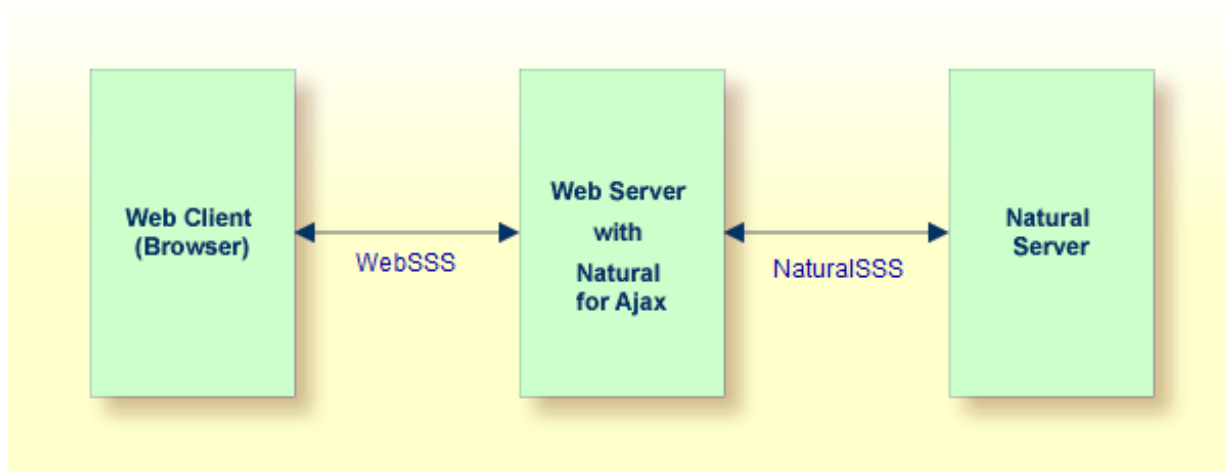 Web Client
(Browser)
WebSSS
Web Server
with
Natural
for Ajax
NaturalSSS
Natural
Server